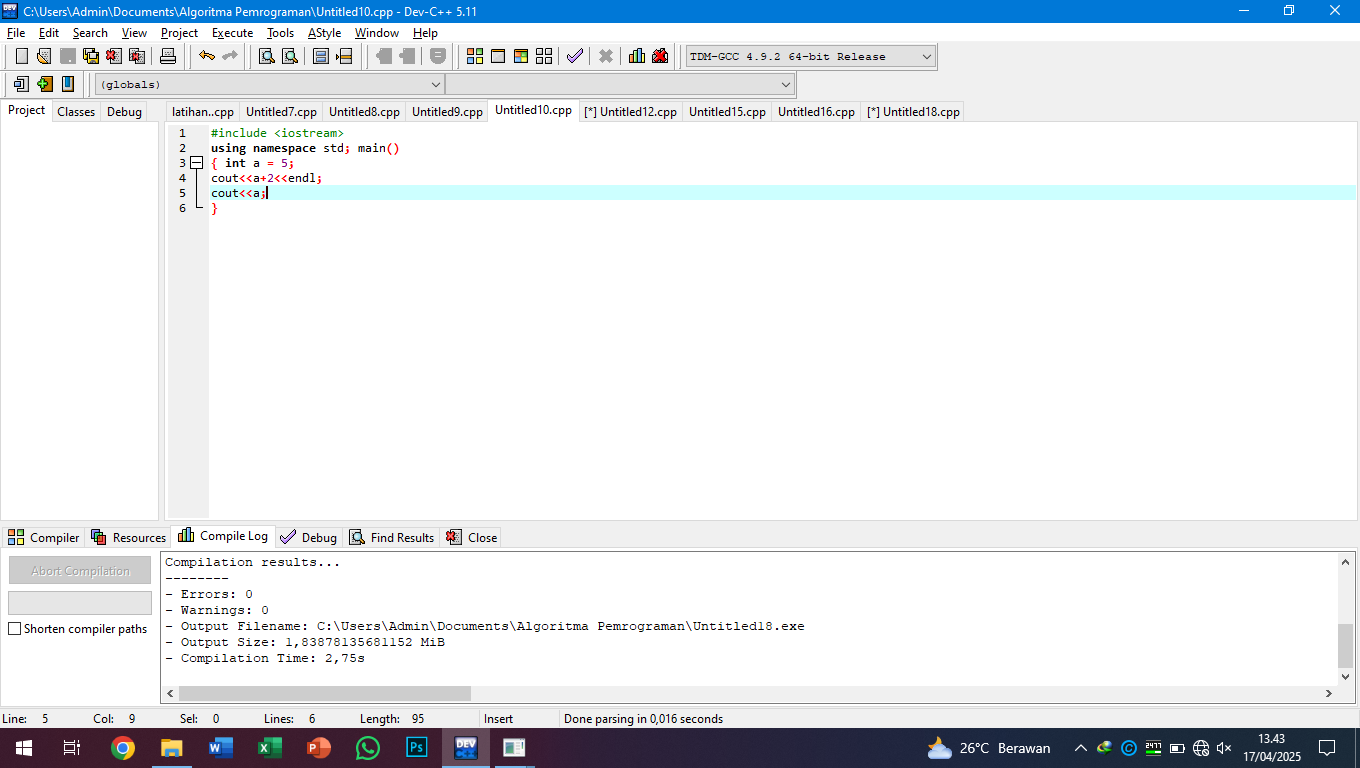 C:\Users\Admin\Documents\Algoritma Pemrograman\Untitled10.cpp - Dev-C++ 5.11
File Edit Search View Project Execute Tools AStyle Window Help
TDM-GCC 4.9.2 64-bit Release
(globals)
Project Classes Debug
latihan..cpp Untitled7.cpp Untitled8.cpp Untitled9.cpp Untitled10.cpp [*] Untitled12.cpp Untitled15.cpp Untitled16.cpp [*] Untitled18.cpp
1 #include <iostream>
2 using namespace std; main()
3 { int a = 5;
4 cout<<a+2<<endl;
5 cout<<a;
6 }
Compiler Resources Compile Log Debug Find Results Close
Abort Compilation
Shorten compiler paths
Compilation results...
--------
- Errors: 0
- Warnings: 0
- Output Filename: C:\Users\Admin\Documents\Algoritma Pemrograman\Untitled18.exe
- Output Size: 1,83878135681152 MiB
- Compilation Time: 2,75s
Line: 5 Col: 9 Sel: 0 Lines: 6 Length: 95 Insert Done parsing in 0,016 seconds
26°C Berawan
13.43
17/04/2025